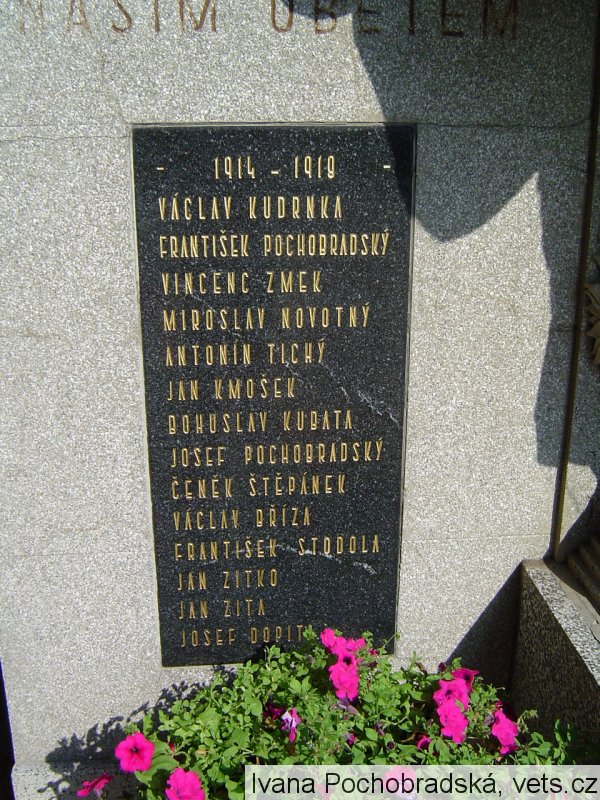 NAŠIM OBĚTEM
- 1914 - 1918 -
VÁCLAV KUDRNKA
FRANTIŠEK POCHOBRADSKÝ
VINCENC ZMEK
MIROSLAV NOVOTNÝ
ANTONÍN TICHÝ
JAN KMOŠEK
BOHUSLAV KUBATA
JOSEF POCHOBRADSKÝ
ČENĚK ŠTĚPÁNEK
VÁCLAV BŘÍZA
FRANTIŠEK STODOLA
JAN ZITKO
JAN ZITA
JOSEF
Ivana Pochobradská, vets.cz